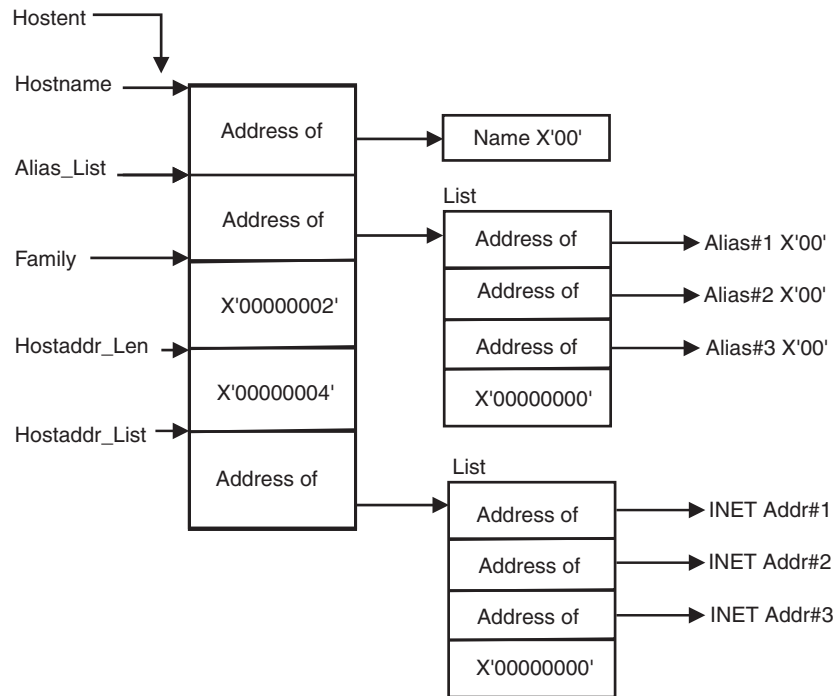 Hostent
Hostname
Address of
Name X'00'
Alias_List
List
Address of
Address of
Alias#1 X'00'
Family
Address of
Alias#2 X'00'
X'00000002'
Hostaddr_Len
Address of
Alias#3 X'00'
X'00000004'
X'00000000'
Hostaddr_List
List
Address of
Address of
INET Addr#1
Address of
INET Addr#2
Address of
INET Addr#3
X'00000000'